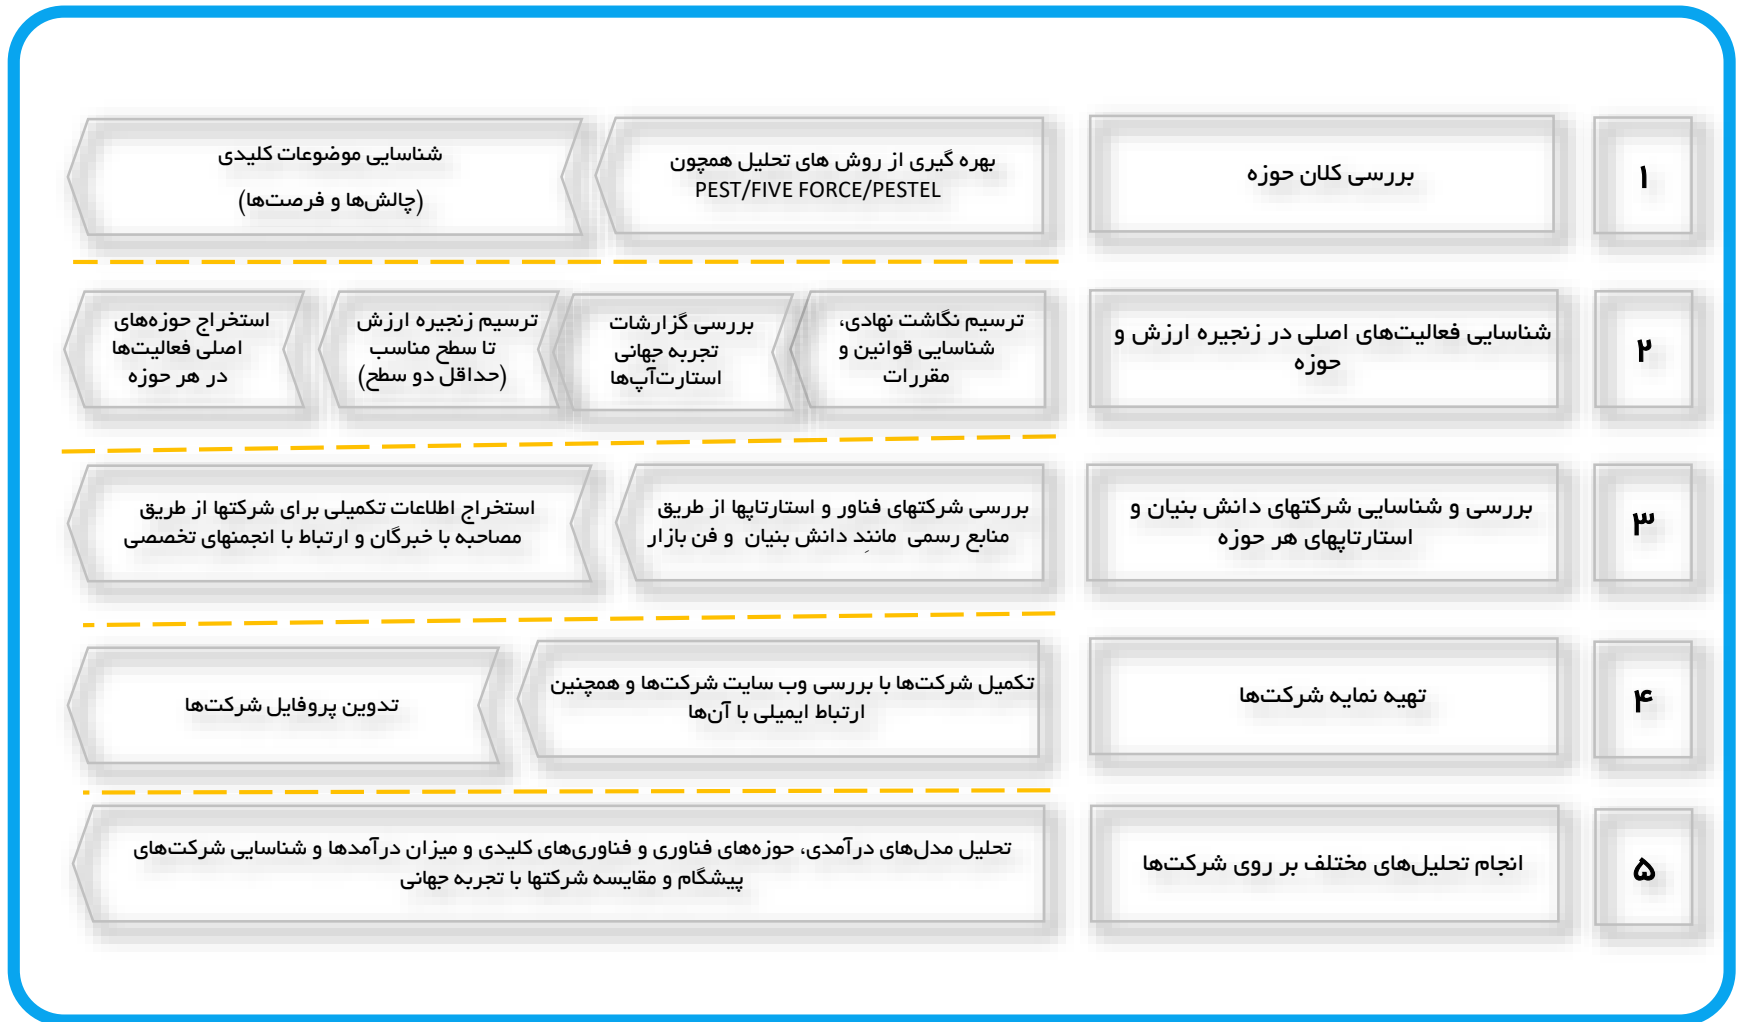 ۱
بررسی کلان حوزه
بهره گیری از روش های تحلیل همچون
PEST/FIVE FORCE/PESTEL
شناسایی موضوعات کلیدی
(چالش‌ها و فرصت‌ها)
۲
شناسایی فعالیت‌های اصلی در زنجیره ارزش و
حوزه
ترسیم نگاشت نهادی،
شناسایی قوانین و
مقررات
بررسی گزارشات
تجربه جهانی
استارت‌آپ‌ها
ترسیم زنجیره ارزش
تا سطح مناسب
(حداقل دو سطح)
استخراج حوزه‌های
اصلی فعالیت‌ها
در هر حوزه
۳
بررسی و شناسایی شرکتهای دانش بنیان و
استارتاپهای هر حوزه
بررسی شرکتهای فناور و استارتاپها از طریق
منابع رسمی مانندِ دانش بنیان و فن بازار
استخراج اطلاعات تکمیلی برای شرکتها از طریق
مصاحبه با خبرگان و ارتباط با انجمنهای تخصصی
۴
تهیه نمایه شرکت‌ها
تکمیل شرکت‌ها با بررسی وب سایت شرکت‌ها و همچنین
ارتباط ایمیلی با آن‌ها
تدوین پروفایل شرکت‌ها
۵
انجام تحلیل‌های مختلف بر روی شرکت‌ها
تحلیل مدل‌های درآمدی، حوزه‌های فناوری و فناوری‌های کلیدی و میزان درآمدها و شناسایی شرکت‌های
پیشگام و مقایسه شرکتها با تجربه جهانی